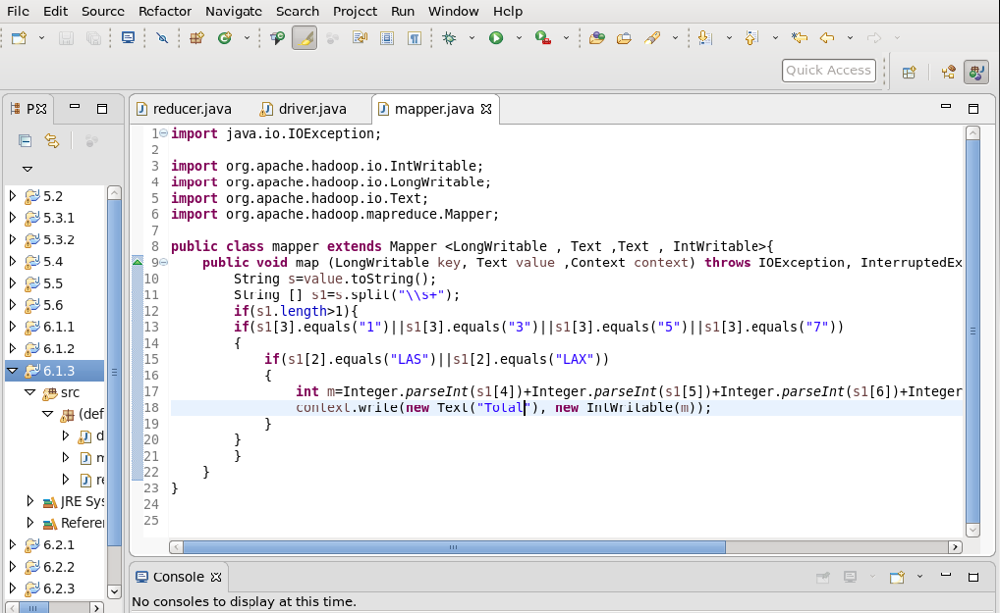 File Edit Source Refactor Navigate Search Project Run Window Help
Quick Access
P
reducer.java driver.java mapper.java
5.2
5.3.1
5.3.2
5.4
5.5
5.6
6.1.1
6.1.2
6.1.3
src
(def
d
m
re
JRE Sys
Referen
6.2.1
6.2.2
6.2.3
1 import java.io.IOException;
2
3 import org.apache.hadoop.io.IntWritable;
4 import org.apache.hadoop.io.LongWritable;
5 import org.apache.hadoop.io.Text;
6 import org.apache.hadoop.mapreduce.Mapper;
7
8 public class mapper extends Mapper <LongWritable , Text ,Text , IntWritable>{
9 public void map (LongWritable key, Text value ,Context context) throws IOException, InterruptedEx
10 String s=value.toString();
11 String [] s1=s.split("\\s+");
12 if(s1.length>1){
13 if(s1[3].equals("1")||s1[3].equals("3")||s1[3].equals("5")||s1[3].equals("7"))
14 {
15 if(s1[2].equals("LAS")||s1[2].equals("LAX"))
16 {
17 int m=Integer.parseInt(s1[4])+Integer.parseInt(s1[5])+Integer.parseInt(s1[6])+Integer
18 context.write(new Text("Total"), new IntWritable(m));
19 }
20 }
21 }
22 }
23 }
24
25
Console
No consoles to display at this time.